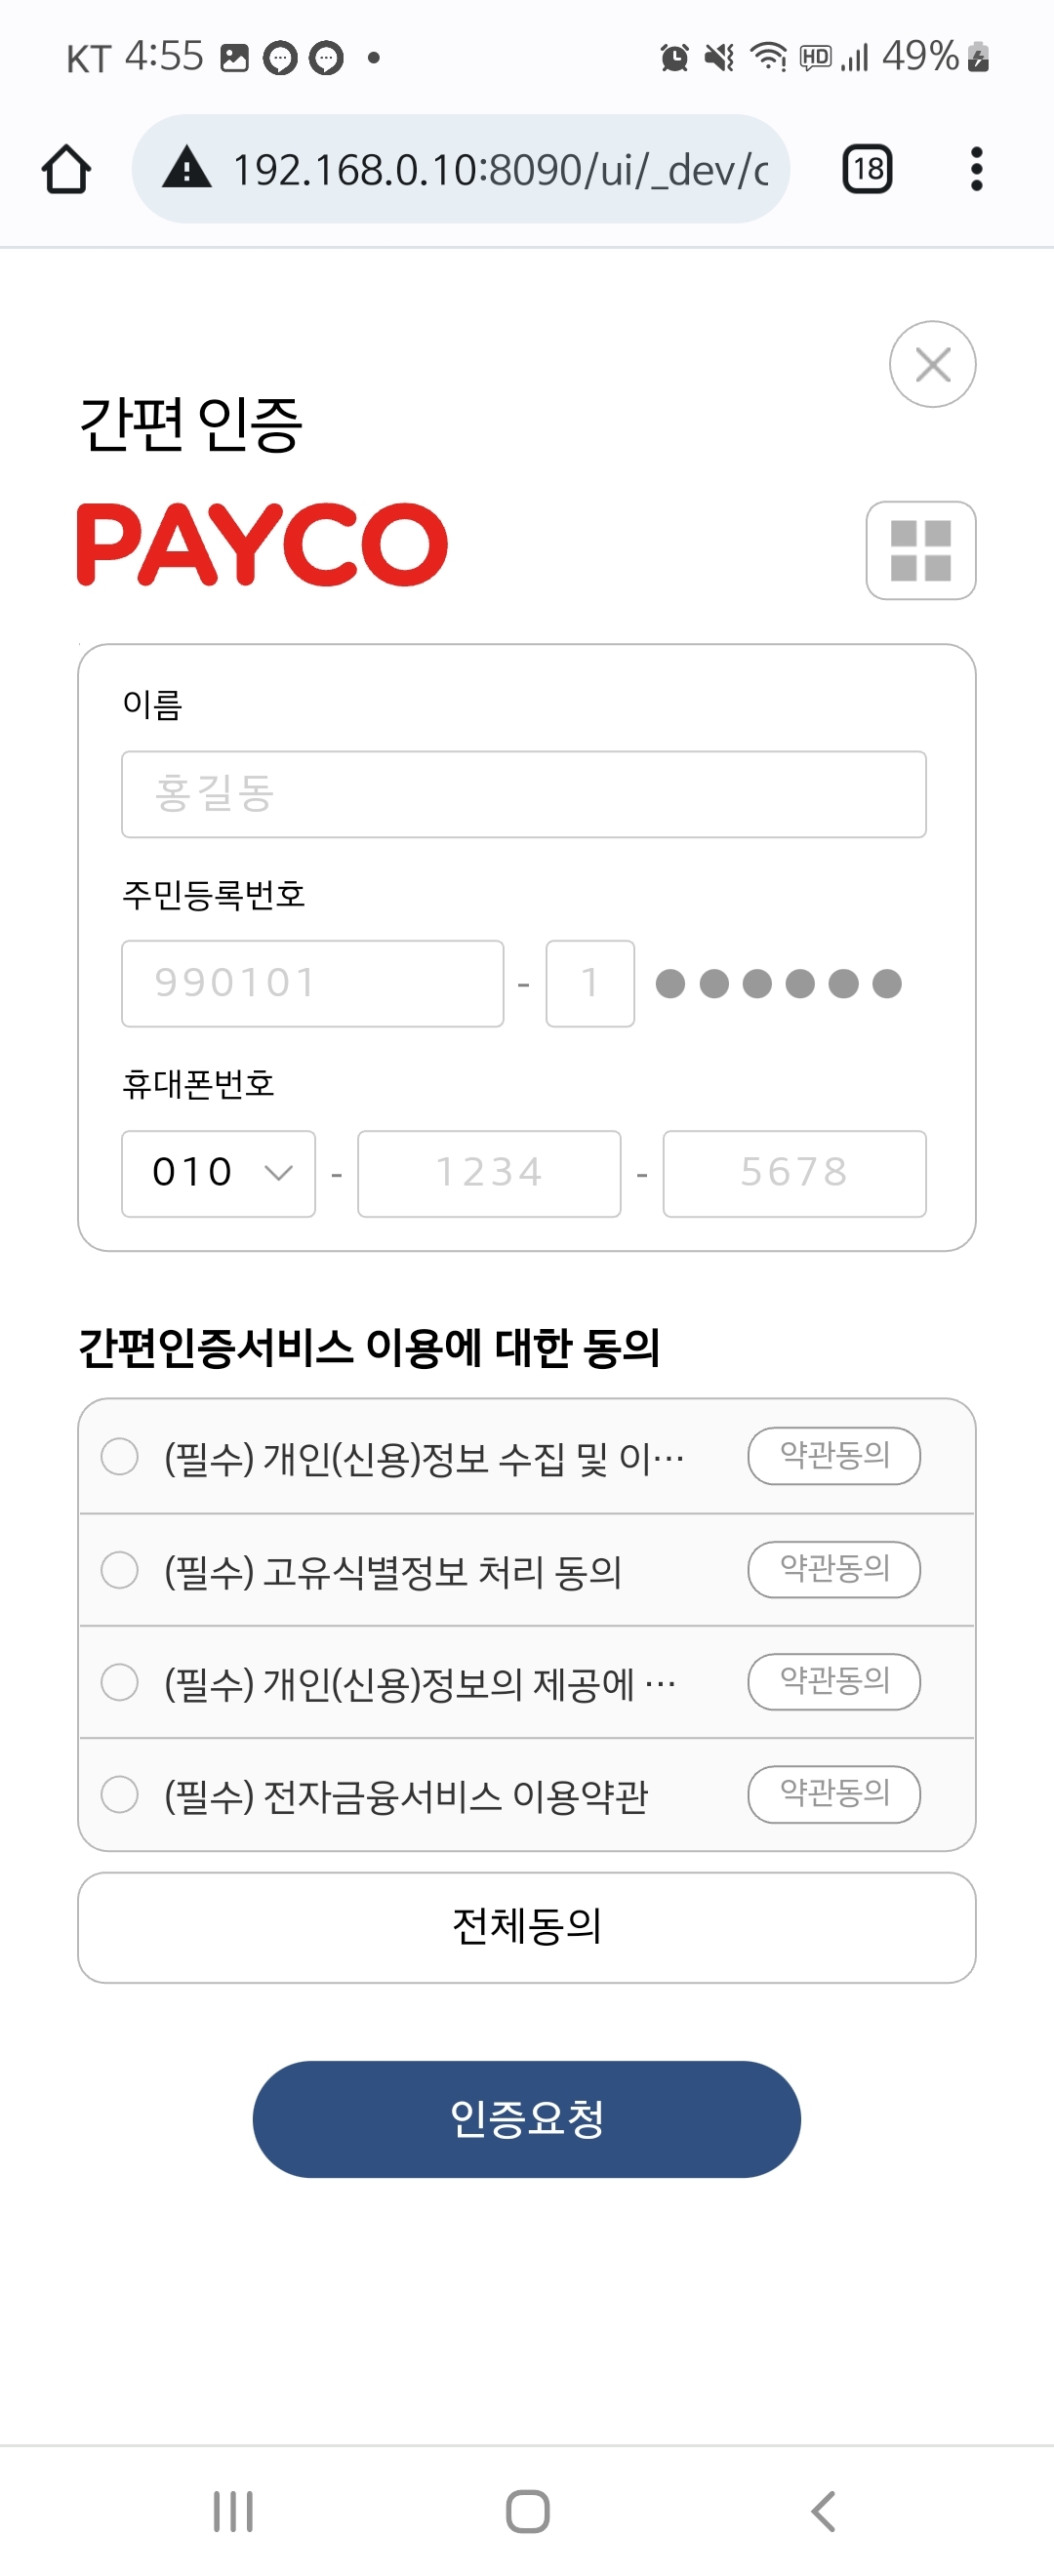 KT 4:55 HD 49%
192.168.0.10:8090/ui/_dev/c 18
간편 인증
PAYCO
이름
홍길동
주민등록번호
990101 - 1 ●●●●●●
휴대폰번호
010 - 1234 - 5678
간편인증서비스 이용에 대한 동의
(필수) 개인(신용)정보 수집 및 이… 약관동의
(필수) 고유식별정보 처리 동의 약관동의
(필수) 개인(신용)정보의 제공에 … 약관동의
(필수) 전자금융서비스 이용약관 약관동의
전체동의
인증요청